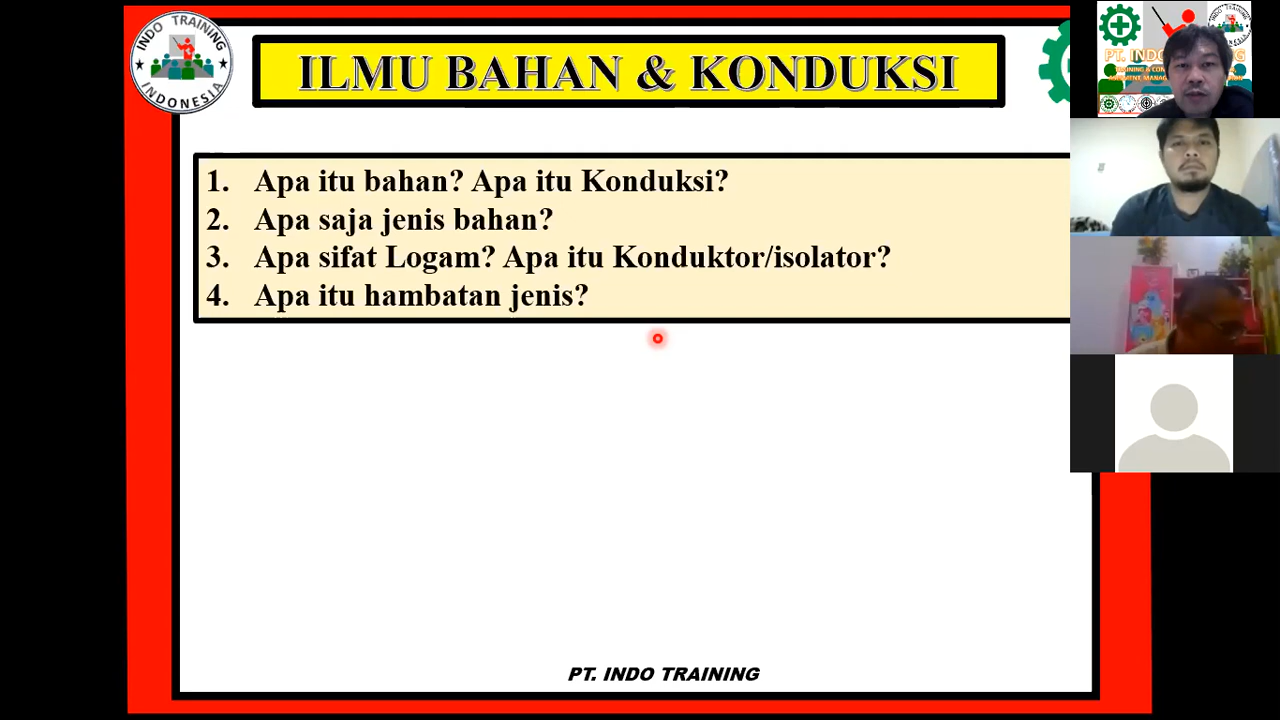 INDO TRAINING
INDONESIA
ILMU BAHAN & KONDUKSI
1. Apa itu bahan? Apa itu Konduksi?
2. Apa saja jenis bahan?
3. Apa sifat Logam? Apa itu Konduktor/isolator?
4. Apa itu hambatan jenis?
PT. INDO TRAINING
PT. INDO